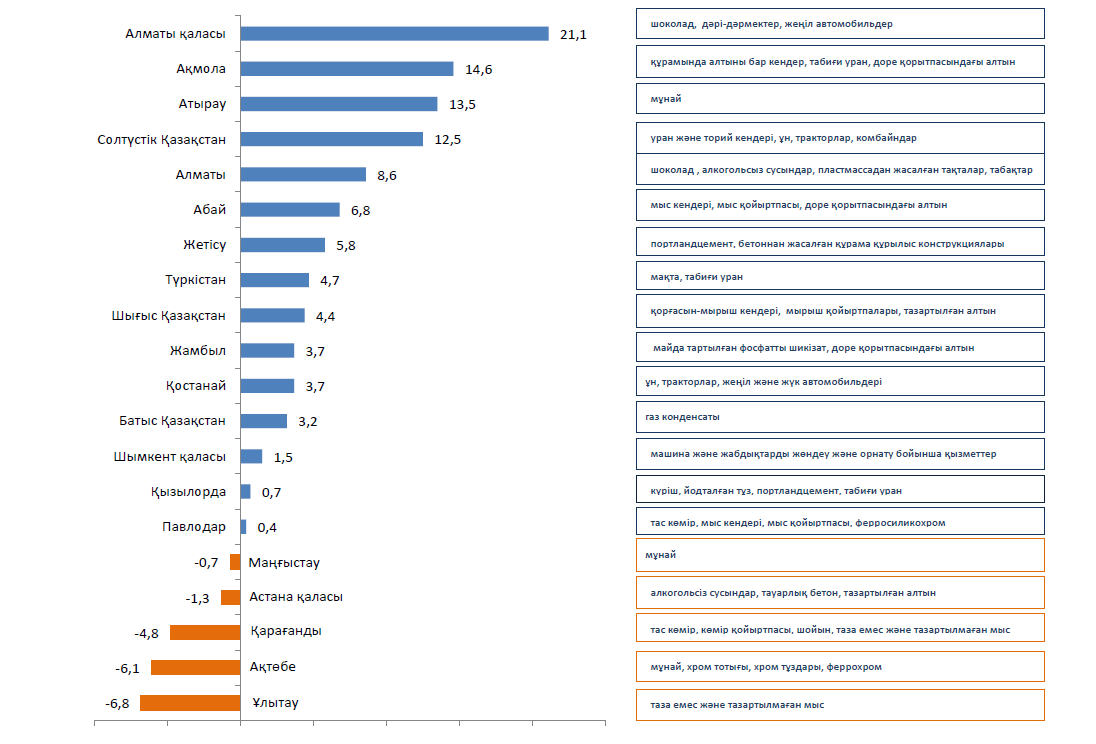 Алматы қаласы 21,1 шоколад, дәрі-дәрмектер, жеңіл автомобильдер
Ақмола 14,6 құрамында алтыны бар кендер, табиғи уран, доре қорытпасындағы алтын
Атырау 13,5 мұнай
Солтүстік Қазақстан 12,5 уран және торий кендері, ұн, тракторлар, комбайндар
Алматы 8,6 шоколад , алкогольсыз сусындар, пластмассадан жасалған тақталар, табақтар
Абай 6,8 мыс кендері, мыс қойыртпасы, доре қорытпасындағы алтын
Жетісу 5,8 портландцемент, бетоннан жасалған құрама құрылыс конструкциялары
Түркістан 4,7 мақта, табиғи уран
Шығыс Қазақстан 4,4 қорғасын-мырыш кендері, мырыш қойыртпалары, тазартылған алтын
Жамбыл 3,7 майда тартылған фосфатты шикізат, доре қорытпасындағы алтын
Қостанай 3,7 ұн, тракторлар, жеңіл және жүк автомобильдері
Батыс Қазақстан 3,2 газ конденсаты
Шымкент қаласы 1,5 машина және жабдықтарды жөндеу және орнату бойынша қызметтер
Қызылорда 0,7 күріш, йодталған тұз, портландцемент, табиғи уран
Павлодар 0,4 тас көмір, мыс кендері, мыс қойыртпасы, ферросиликохром
-0,7 Маңғыстау мұнай
-1,3 Астана қаласы алкогольсіз сусындар, тауарлық бетон, тазартылған алтын
-4,8 Қарағанды тас көмір, көмір қойыртпасы, шойын, таза емес және тазартылмаған мыс
-6,1 Ақтөбе мұнай, хром тотығы, хром тұздары, феррохром
-6,8 Ұлытау таза емес және тазартылмаған мыс